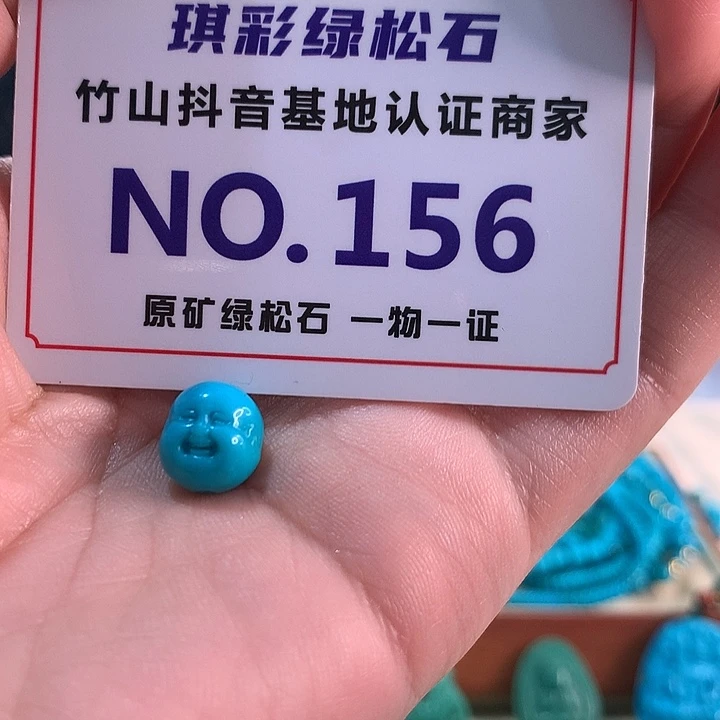 琪彩绿松石
竹山抖音基地认证商家
NO.156
原矿绿松石 一物一证